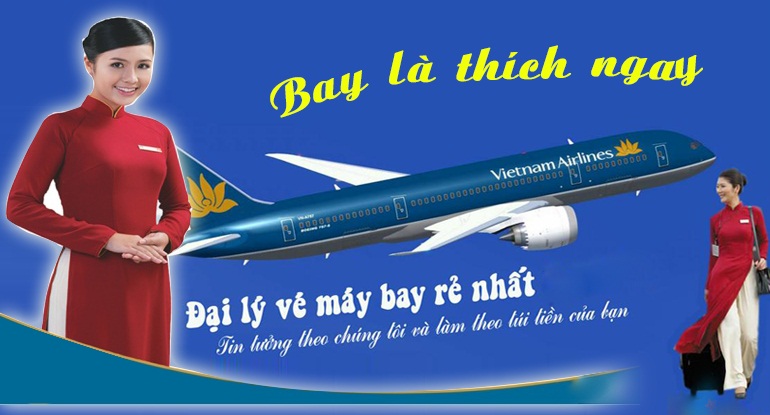 Bay là thích ngay
Vietnam Airlines
Đại lý vé máy bay rẻ nhất
Tin tưởng theo chúng tôi và làm theo túi tiền của bạn